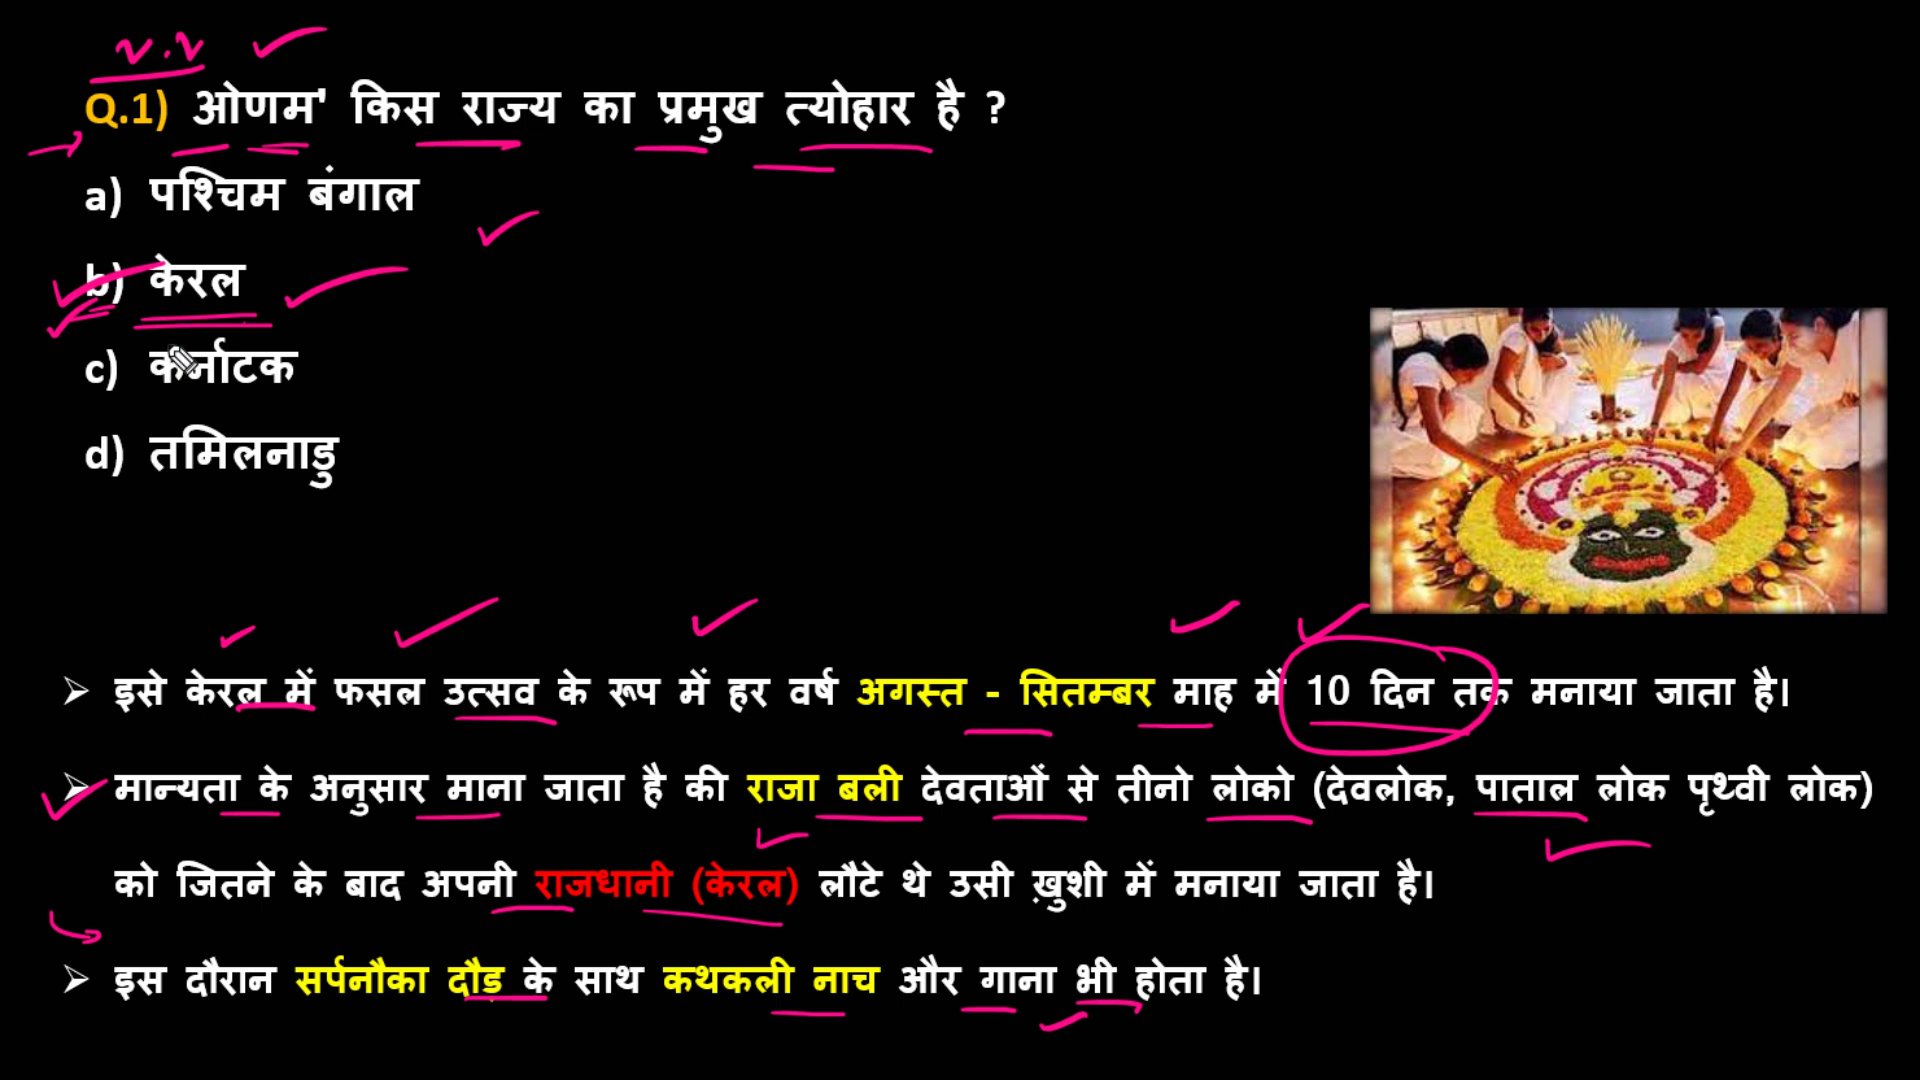 v.v
Q.1) ओणम' किस राज्य का प्रमुख त्योहार है ?
a) पश्चिम बंगाल
b) केरल
c) कर्नाटक
d) तमिलनाडु
इसे केरल में फसल उत्सव के रूप में हर वर्ष अगस्त - सितम्बर माह में 10 दिन तक मनाया जाता है।
मान्यता के अनुसार माना जाता है की राजा बली देवताओं से तीनो लोको (देवलोक, पाताल लोक पृथ्वी लोक)
को जितने के बाद अपनी राजधानी (केरल) लौटे थे उसी ख़ुशी में मनाया जाता है।
इस दौरान सर्पनौका दौड़ के साथ कथकली नाच और गाना भी होता है।